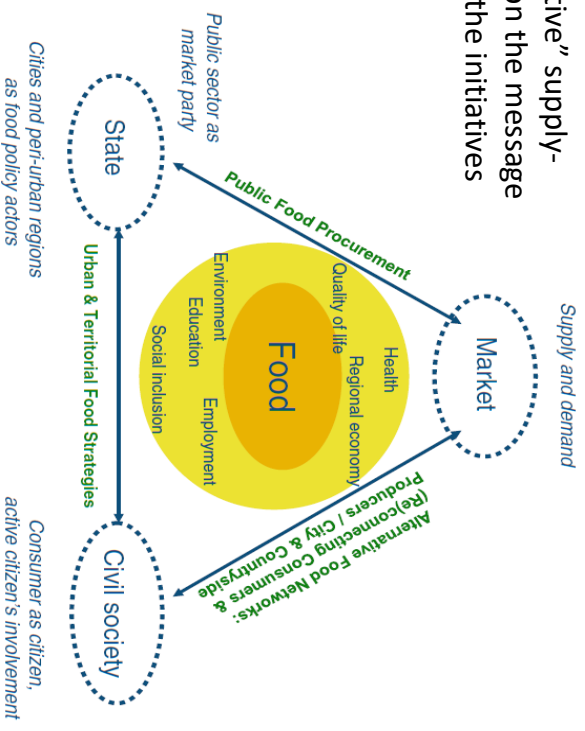 tive” supply-
on the message
the initiatives
Supply and demand
Market
Public sector as
market party
Public Food Procurement
Health
Regional economy
Quality of life
Food
Environment
Education
Employment
Social inclusion
Alternative Food Networks:
(Re)connecting Consumers &
Producers / City & Countryside
State
Urban & Territorial Food Strategies
Civil society
Cities and peri-urban regions
as food policy actors
Consumer as citizen,
active citizen’s involvement